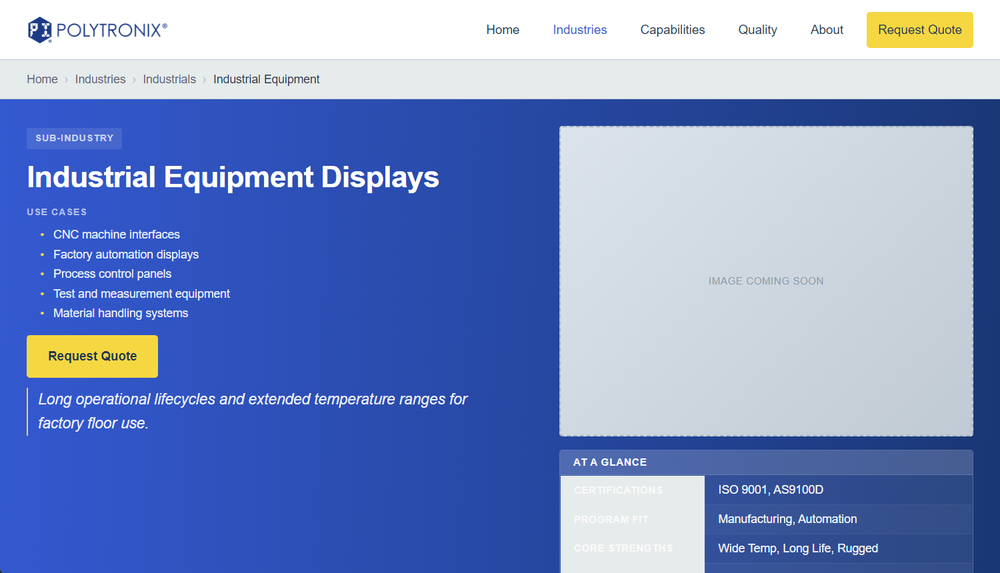 PI POLYTRONIX®
Home Industries Capabilities Quality About Request Quote
Home › Industries › Industrials › Industrial Equipment
SUB-INDUSTRY
Industrial Equipment Displays
USE CASES
• CNC machine interfaces
• Factory automation displays
• Process control panels
• Test and measurement equipment
• Material handling systems
Request Quote
Long operational lifecycles and extended temperature ranges for
factory floor use.
IMAGE COMING SOON
AT A GLANCE
CERTIFICATIONS ISO 9001, AS9100D
PROGRAM FIT Manufacturing, Automation
CORE STRENGTHS Wide Temp, Long Life, Rugged